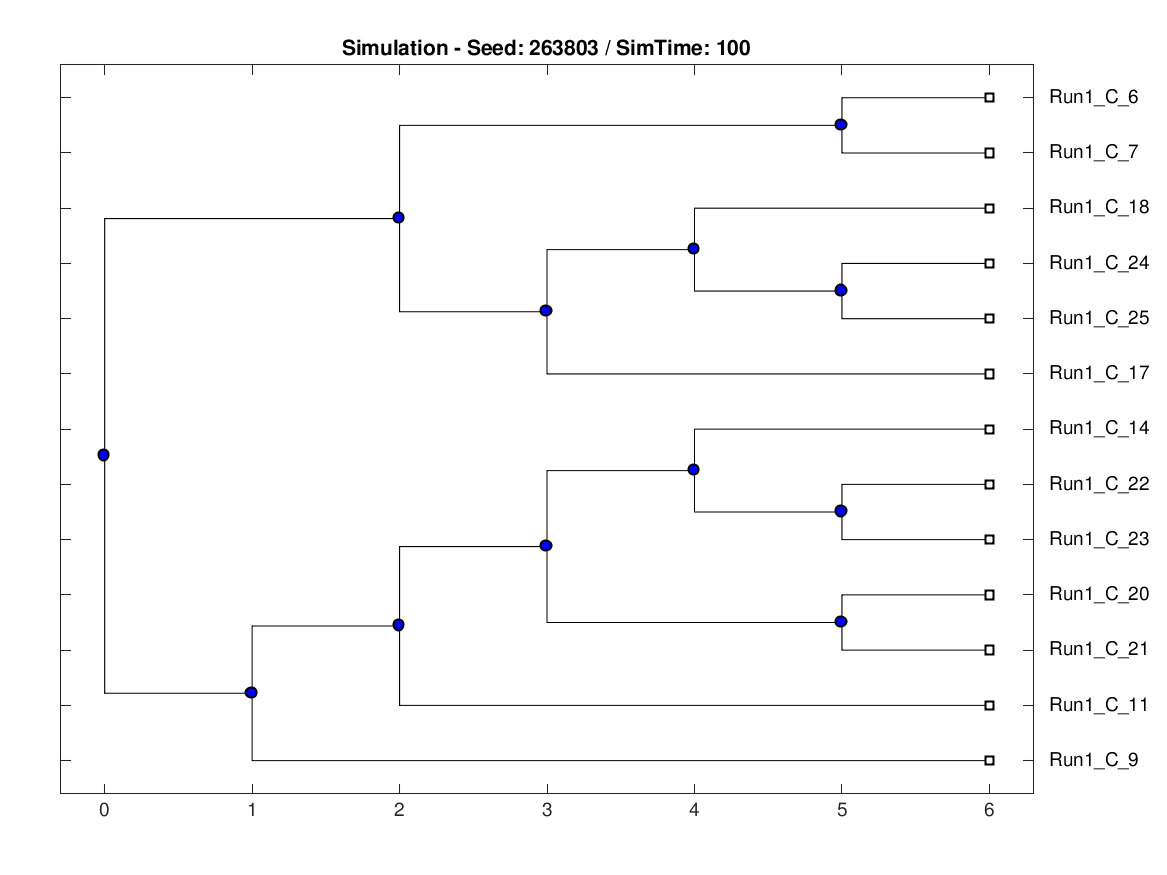 Simulation - Seed: 263803 / SimTime: 100
Run1_C_6
Run1_C_7
Run1_C_18
Run1_C_24
Run1_C_25
Run1_C_17
Run1_C_14
Run1_C_22
Run1_C_23
Run1_C_20
Run1_C_21
Run1_C_11
Run1_C_9
0 1 2 3 4 5 6